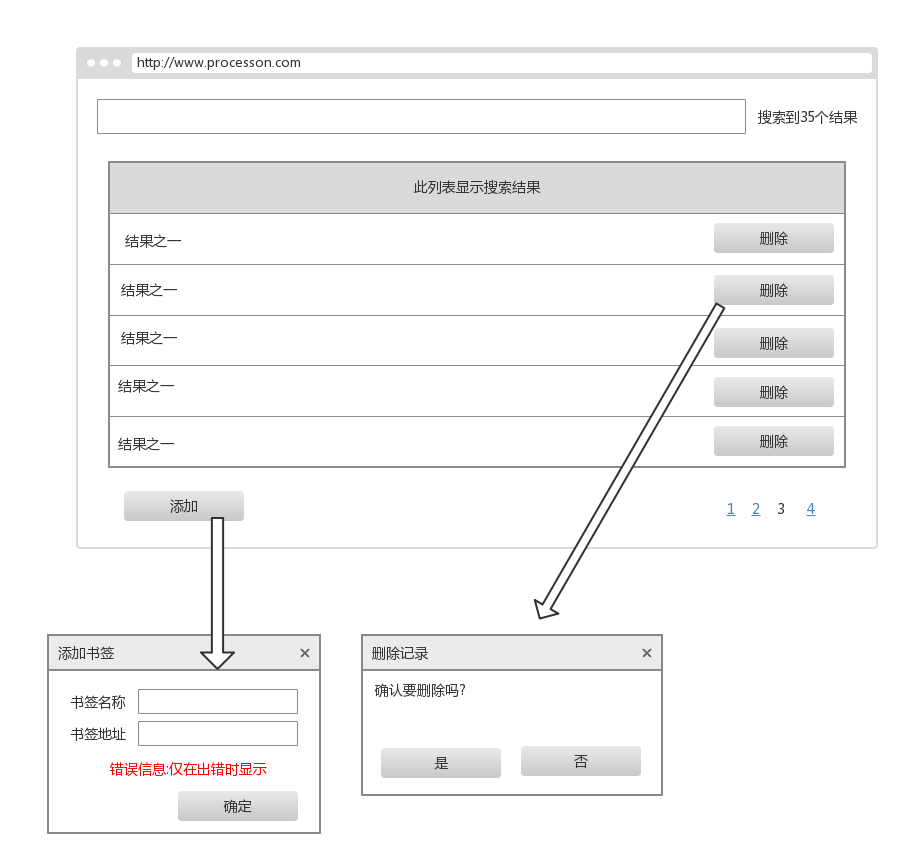 http://www.processon.com
搜索到35个结果
此列表显示搜索结果
结果之一 删除
结果之一 删除
结果之一 删除
结果之一 删除
结果之一 删除
添加 1 2 3 4
添加书签 ×
书签名称
书签地址
错误信息:仅在出错时显示
确定
删除记录 ×
确认要删除吗?
是 否